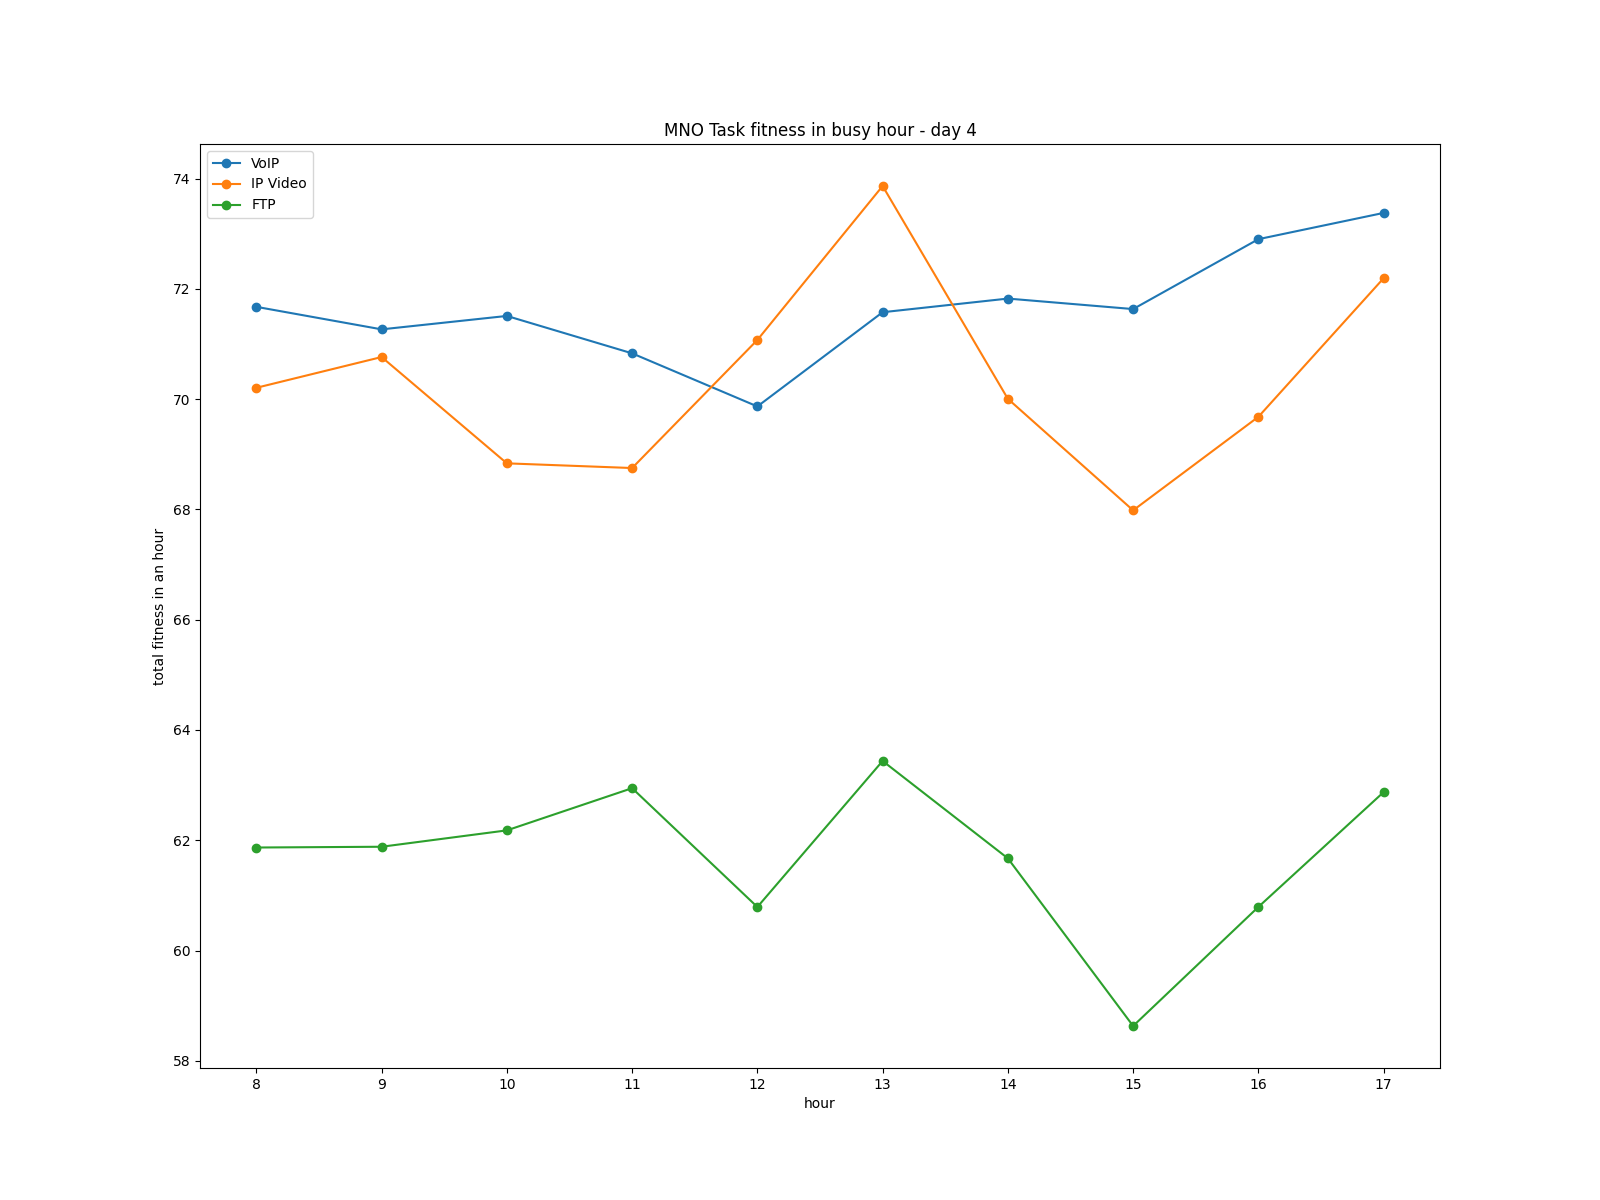 MNO Task fitness in busy hour - day 4
VoIP
IP Video
FTP
total fitness in an hour
74
72
70
68
66
64
62
60
58
8 9 10 11 12 13 14 15 16 17
hour